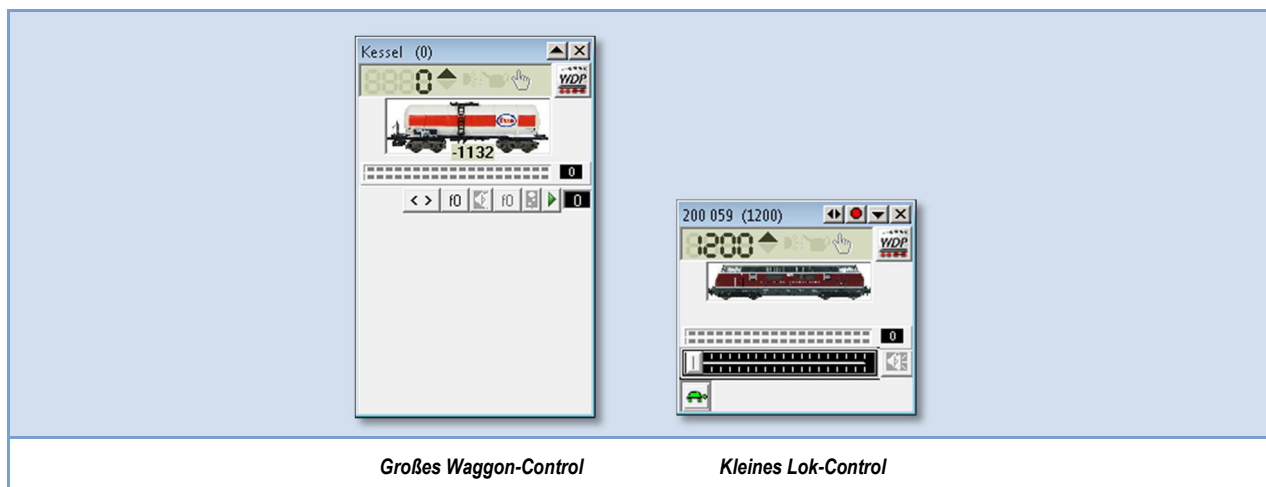 Kessel (0)
0
WDP
Esso
-1132
0
< > f0 f0 0
200 059 (1200)
1200
WDP
0
Großes Waggon-Control
Kleines Lok-Control